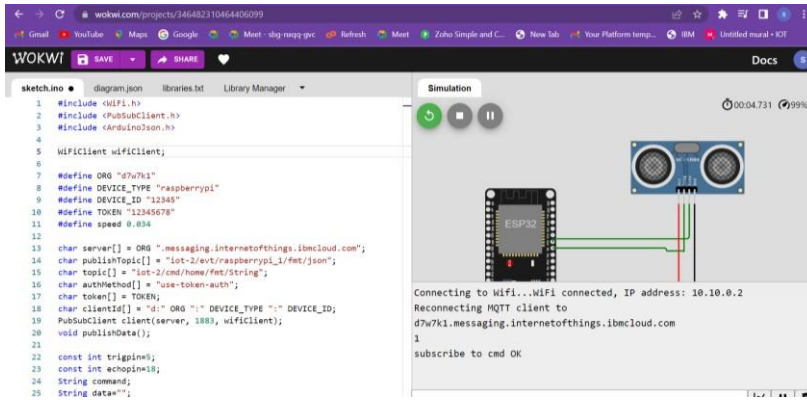 wokwi.com/projects/346482310464406099
Gmail YouTube Maps Google Meet - sbg-nxqq-gvc Refresh Meet Zoho Simple and C... New Tab Your Platform temp... IBM Untitled mural • IOT
WOKWI SAVE SHARE Docs S
sketch.ino diagram.json libraries.txt Library Manager
1 #include <WiFi.h>
2 #include <PubSubClient.h>
3 #include <ArduinoJson.h>
4
5 WiFiClient wifiClient;
6
7 #define ORG "d7w7k1"
8 #define DEVICE_TYPE "raspberrypi"
9 #define DEVICE_ID "12345"
10 #define TOKEN "12345678"
11 #define speed 0.034
12
13 char server[] = ORG ".messaging.internetofthings.ibmcloud.com";
14 char publishTopic[] = "iot-2/evt/raspberrypi_1/fmt/json";
15 char topic[] = "iot-2/cmd/home/fmt/String";
16 char authMethod[] = "use-token-auth";
17 char token[] = TOKEN;
18 char clientId[] = "d:" ORG ":" DEVICE_TYPE ":" DEVICE_ID;
19 PubSubClient client(server, 1883, wifiClient);
20 void publishData();
21
22 const int trigpin=5;
23 const int echopin=18;
24 String command;
25 String data="";
Simulation
00:04.731 99%
ESP32
Connecting to Wifi...WiFi connected, IP address: 10.10.0.2
Reconnecting MQTT client to
d7w7k1.messaging.internetofthings.ibmcloud.com
1
subscribe to cmd OK